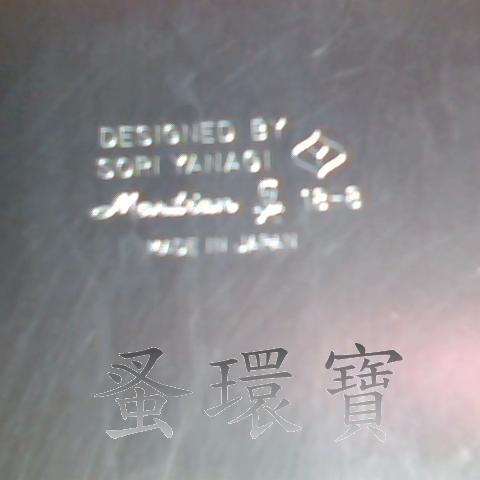 DESIGNED BY
SORI YANAGI
Meridian 18-8
MADE IN JAPAN
蚤環寶